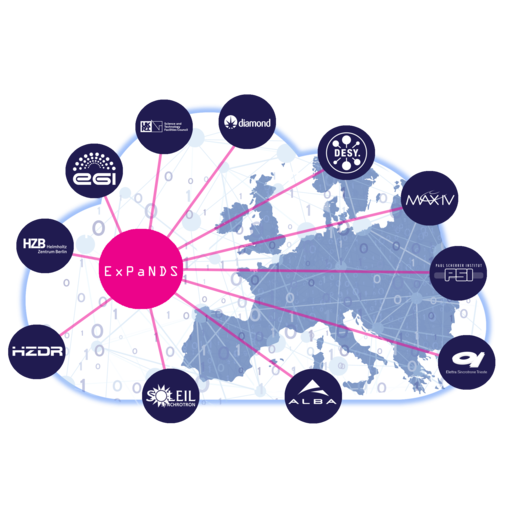 Science and
Technology
Facilities Council
diamond
DESY.
eGI
MAX IV
HZB Helmholtz
Zentrum Berlin
ExPaNDS
PAUL SCHERRER INSTITUT
PSI
HZDR
Elettra Sincrotrone Trieste
SOLEIL
SYNCHROTRON
ALBA